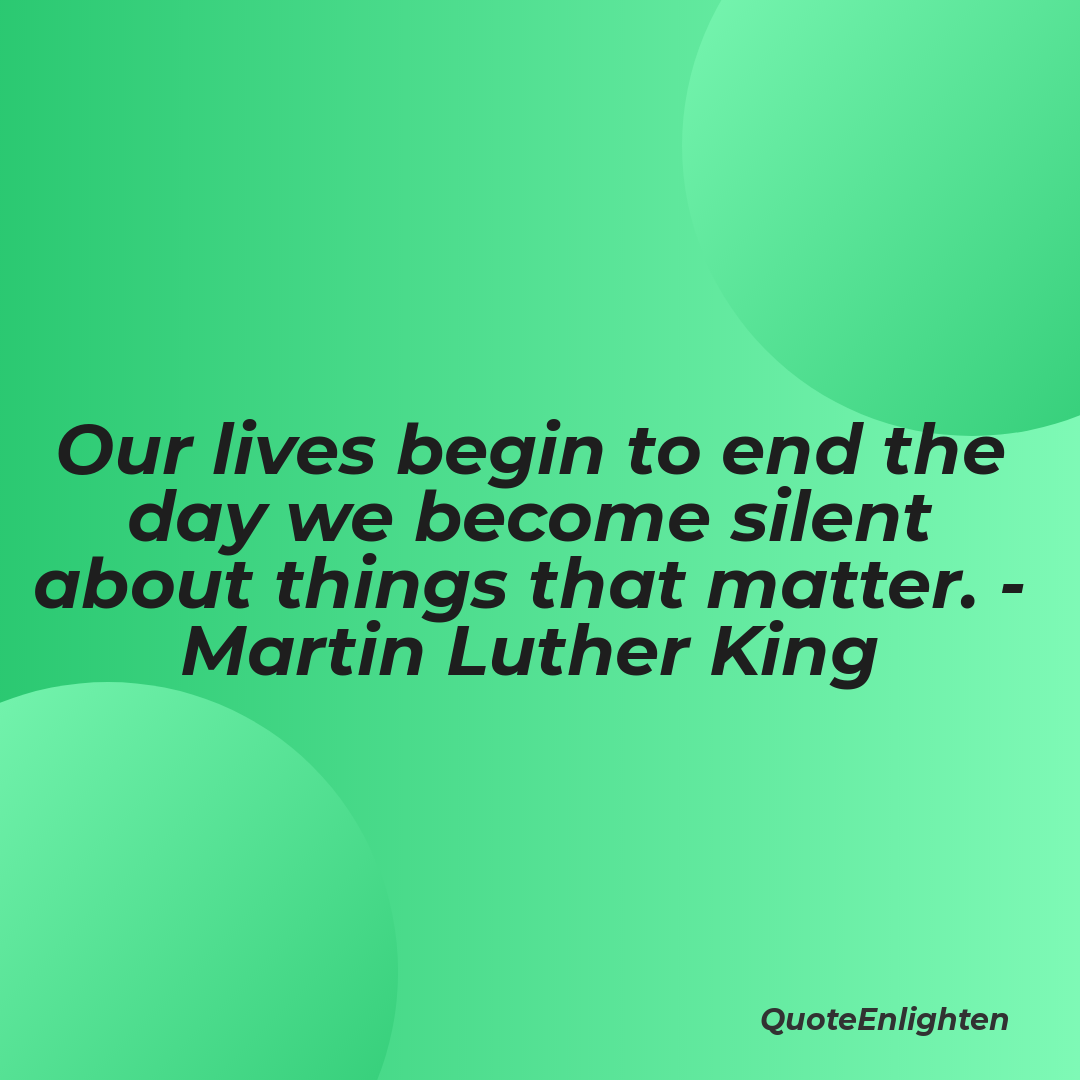 Our lives begin to end the
day we become silent
about things that matter. -
Martin Luther King
QuoteEnlighten